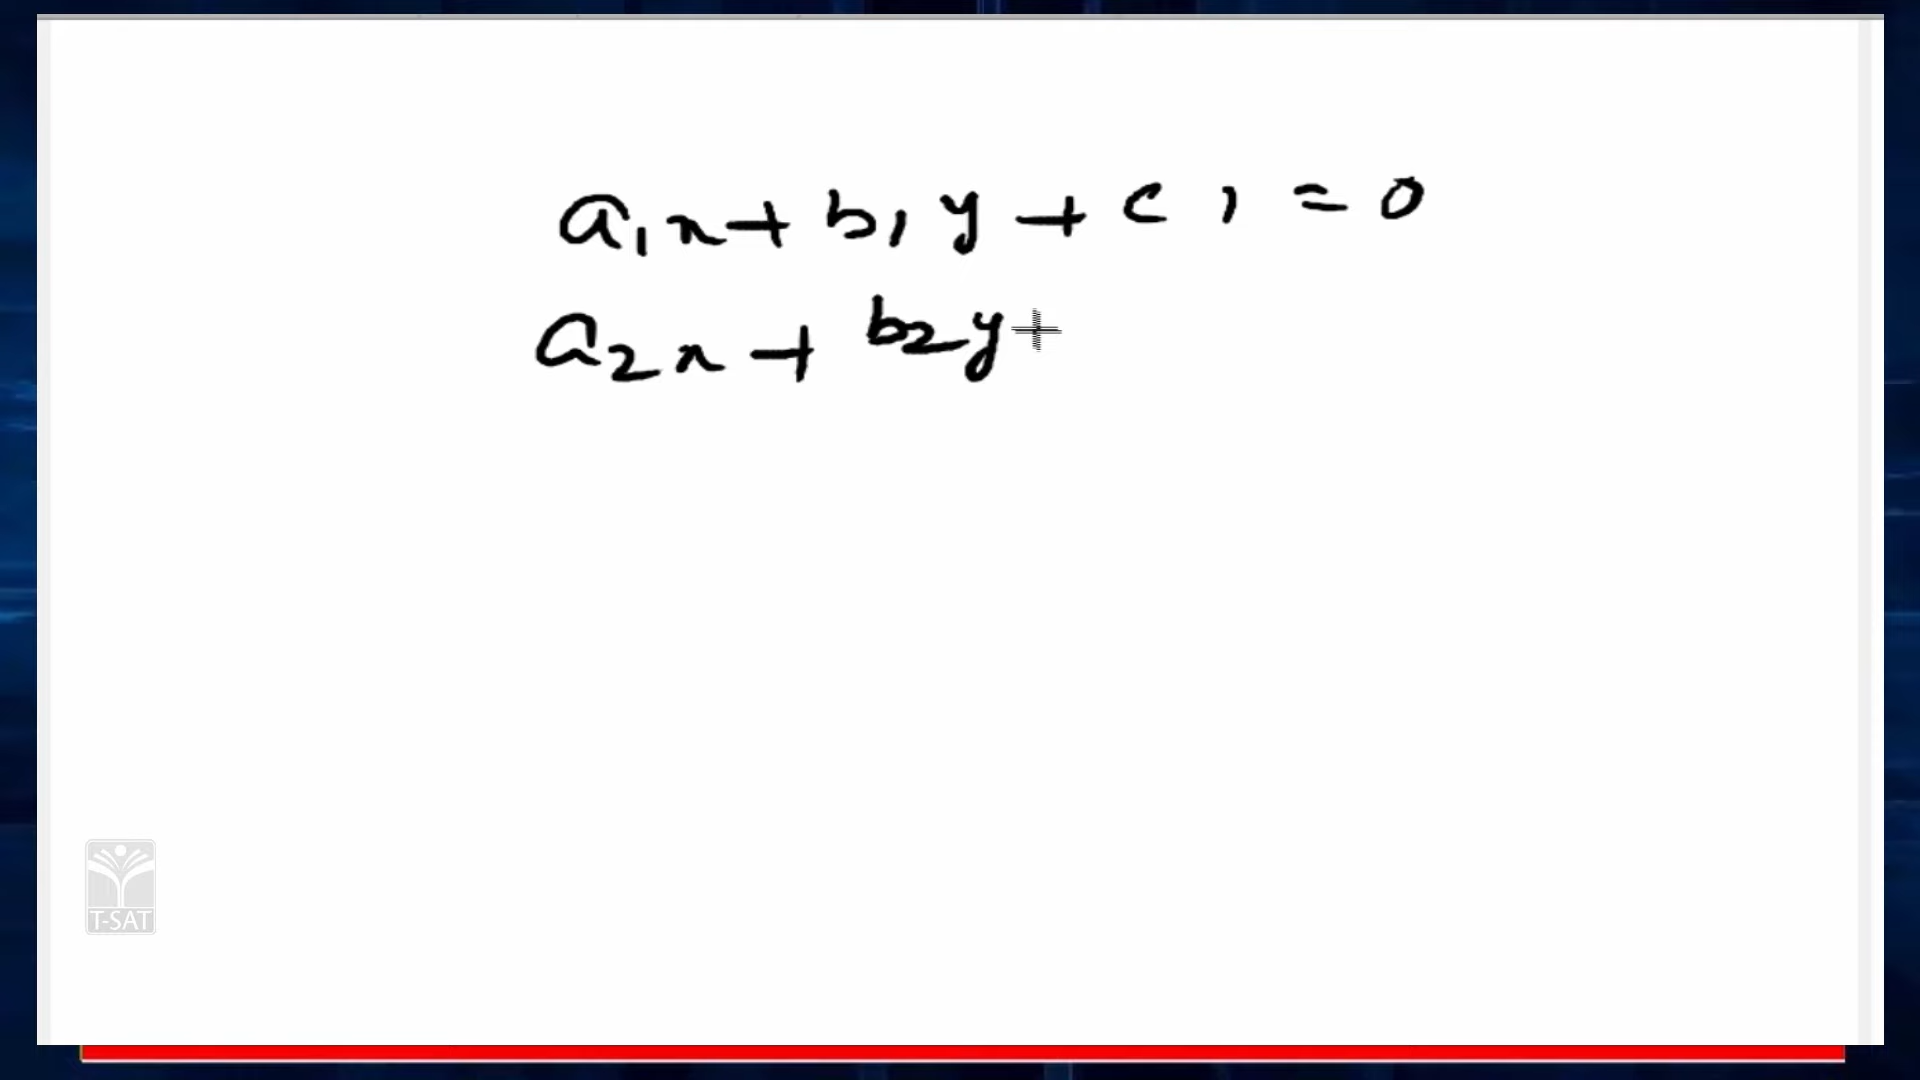 a₁x + b₁y + c₁ = 0
a₂x + b₂y +
T-SAT